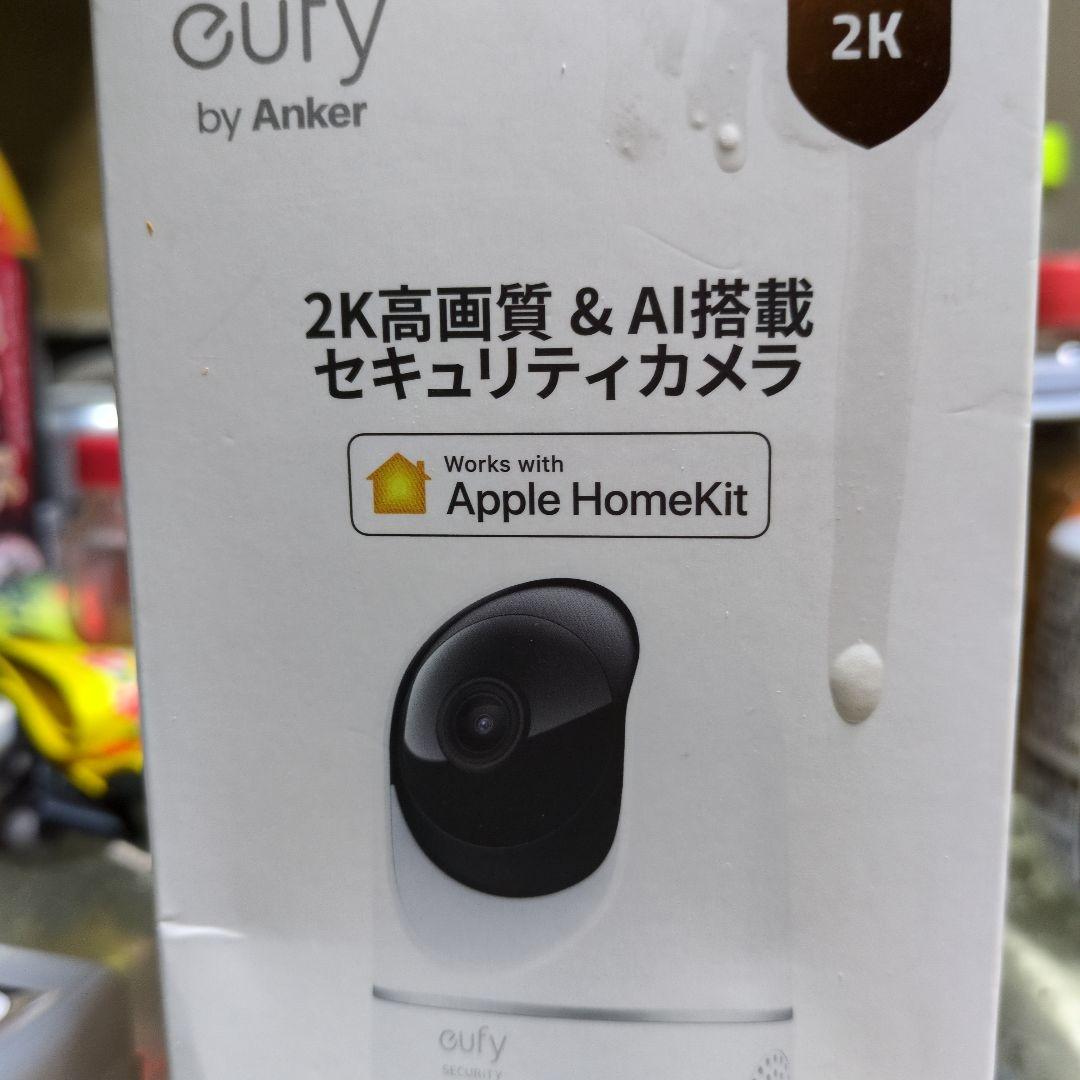 eufy
by Anker
2K
2K高画質 & AI搭載
セキュリティカメラ
Works with
Apple HomeKit
eufy
SECURITY